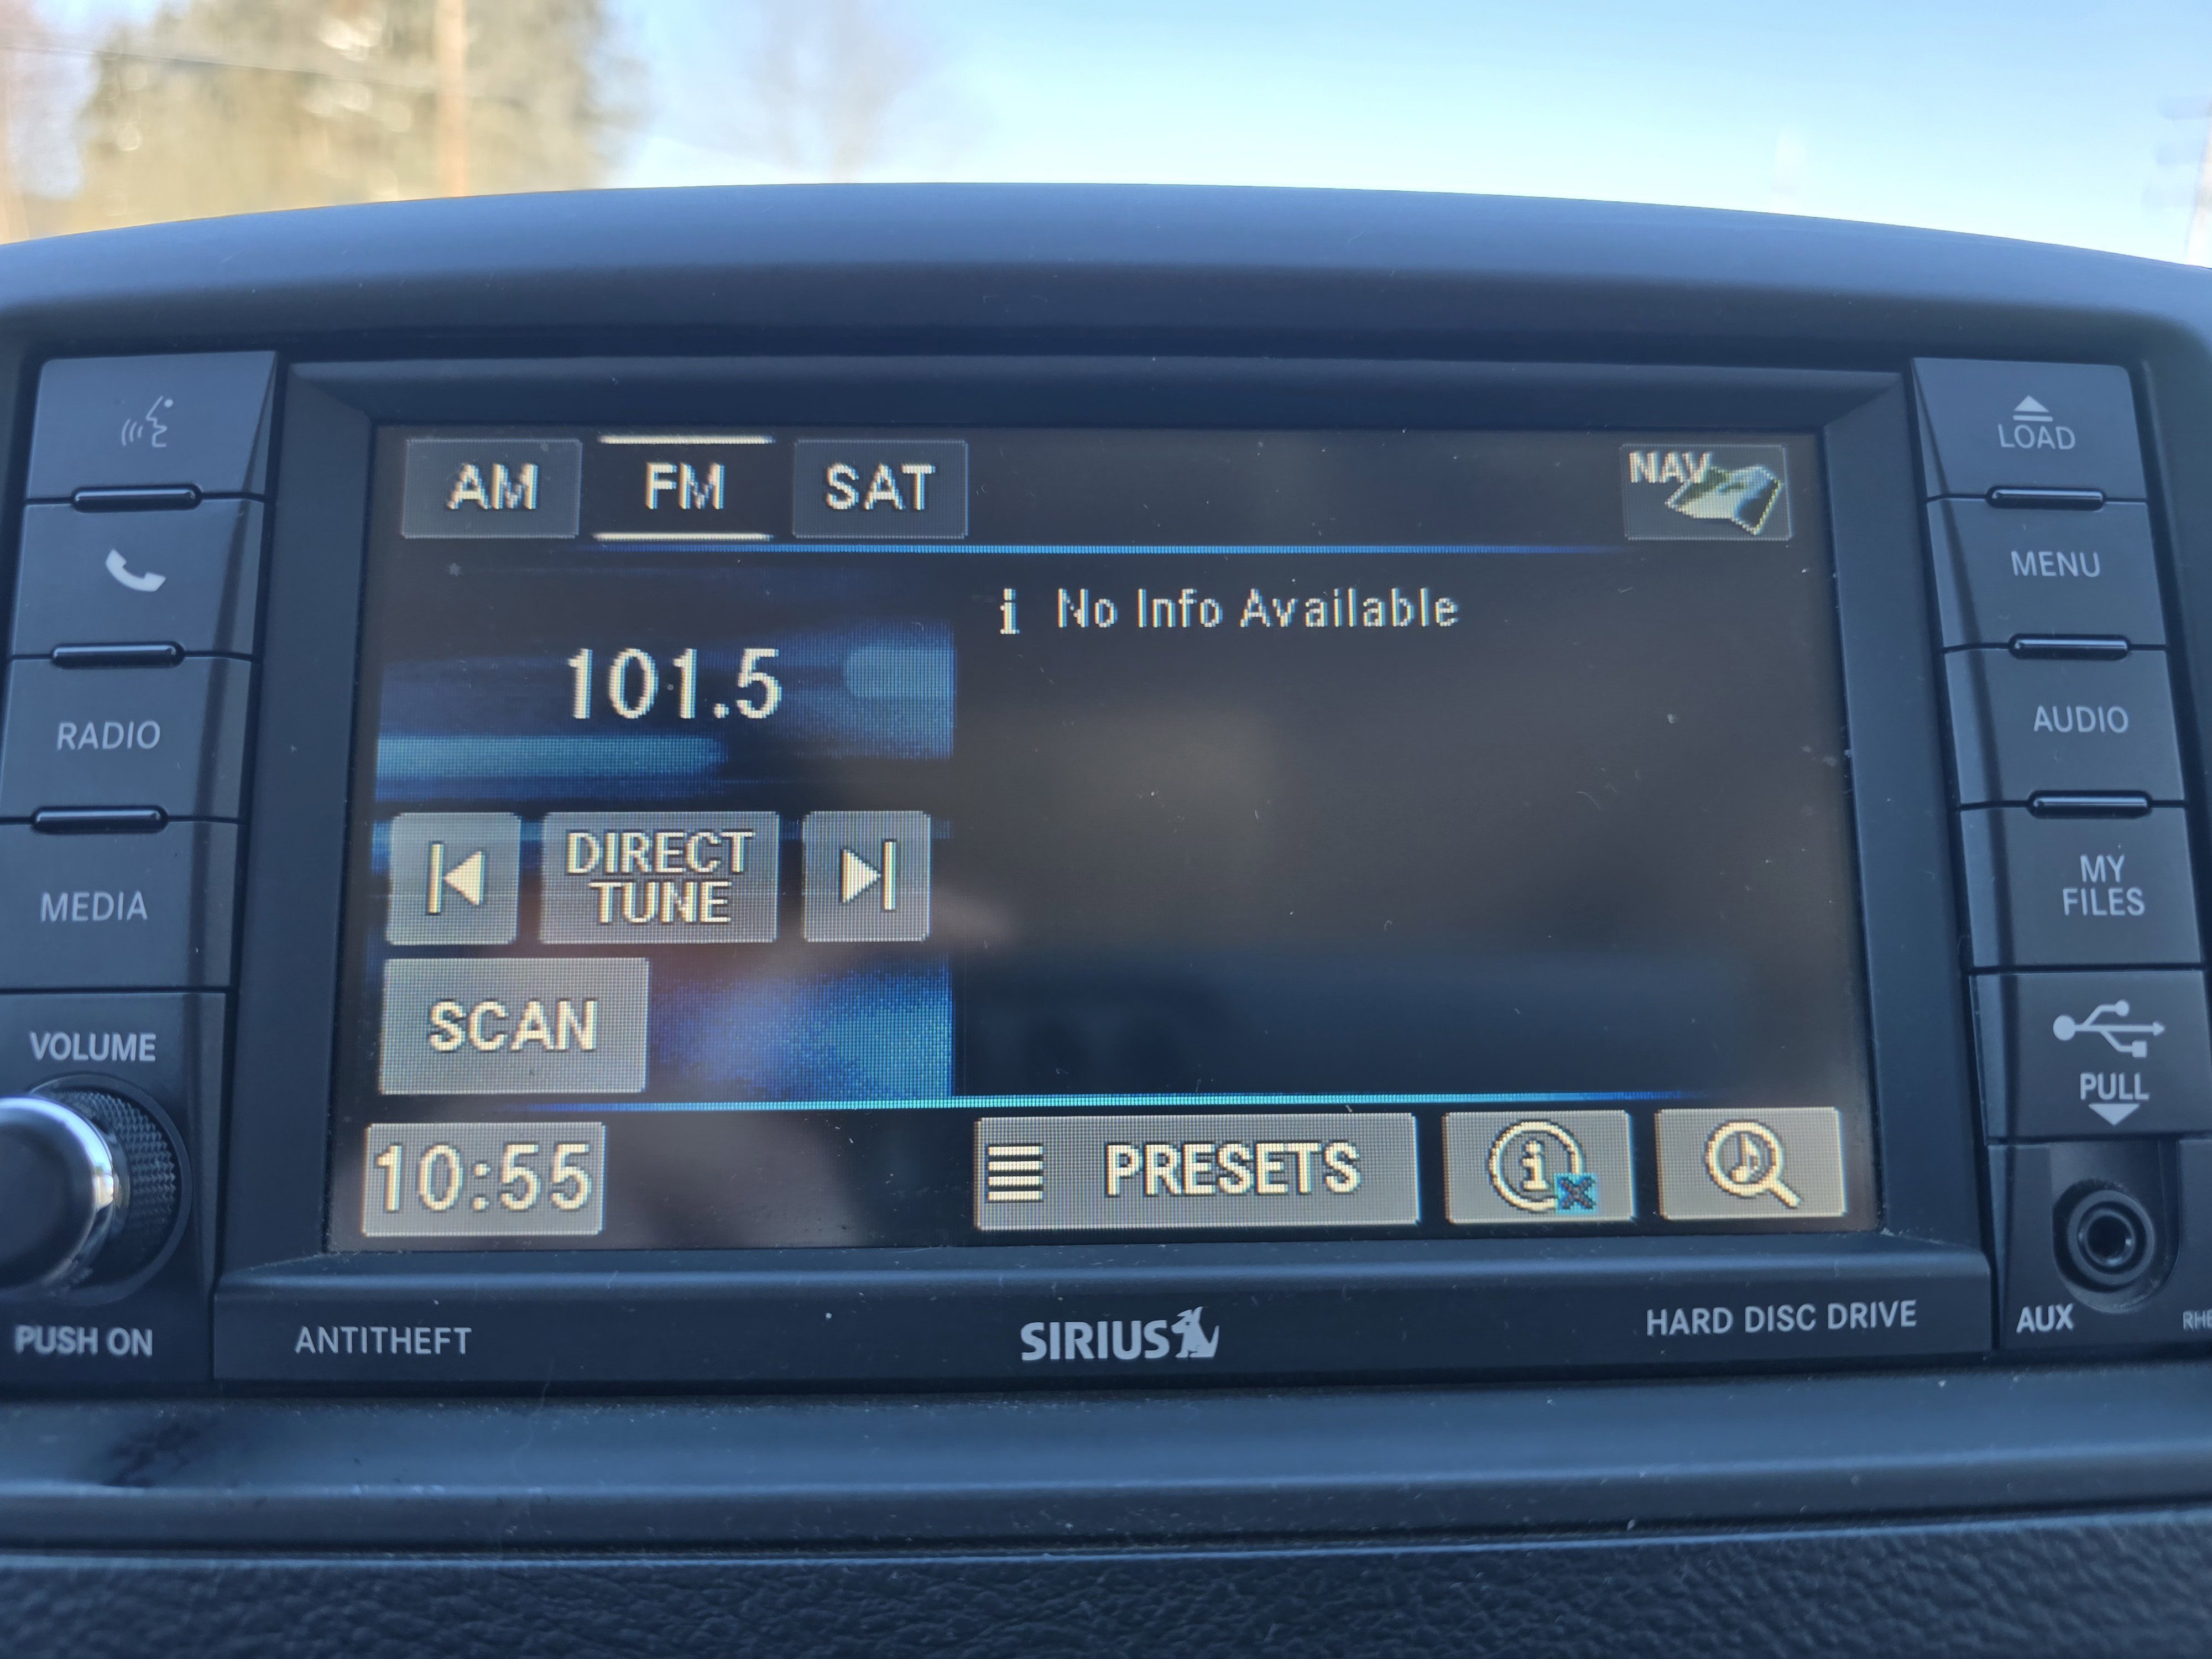 AM FM SAT NAV
LOAD
MENU
No Info Available
101.5
RADIO
AUDIO
DIRECT
TUNE
MEDIA
MY
FILES
SCAN
VOLUME
PULL
10:55
PRESETS
PUSH ON
ANTITHEFT
SIRIUS
HARD DISC DRIVE
AUX